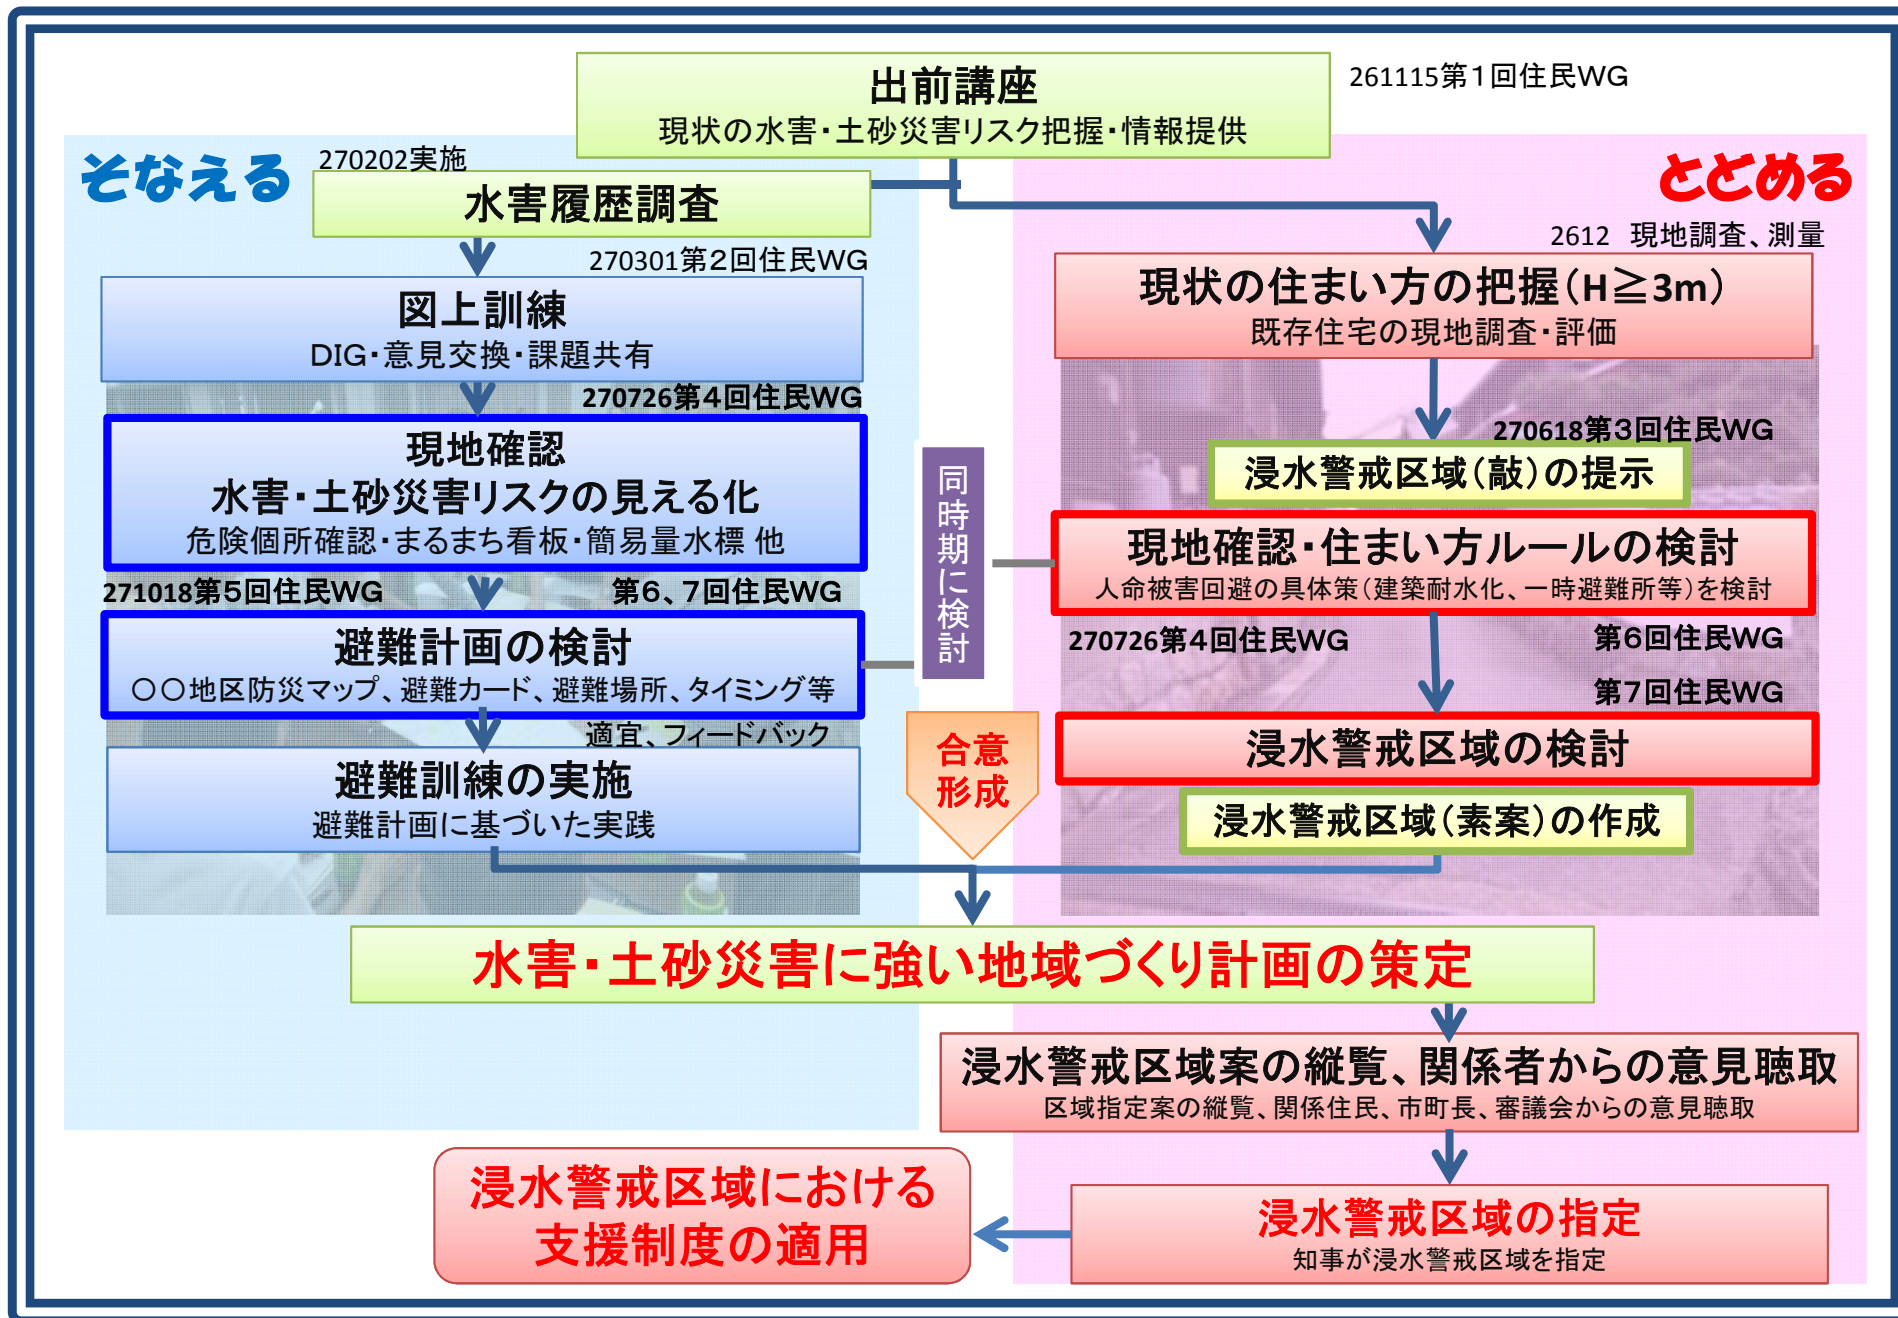 出前講座
現状の水害・土砂災害リスク把握・情報提供
261115第1回住民WG
そなえる
270202実施
水害履歴調査
270301第2回住民WG
図上訓練
DIG・意見交換・課題共有
270726第4回住民WG
現地確認
水害・土砂災害リスクの見える化
危険個所確認・まるまち看板・簡易量水標 他
271018第5回住民WG
第6、7回住民WG
避難計画の検討
〇〇地区防災マップ、避難カード、避難場所、タイミング等
適宜、フィードバック
避難訓練の実施
避難計画に基づいた実践
同時期に検討
合意
形成
とどめる
2612 現地調査、測量
現状の住まい方の把握(H≧3m)
既存住宅の現地調査・評価
270618第3回住民WG
浸水警戒区域(敲)の提示
現地確認・住まい方ルールの検討
人命被害回避の具体策(建築耐水化、一時避難所等)を検討
270726第4回住民WG
第6回住民WG
第7回住民WG
浸水警戒区域の検討
浸水警戒区域(素案)の作成
水害・土砂災害に強い地域づくり計画の策定
浸水警戒区域案の縦覧、関係者からの意見聴取
区域指定案の縦覧、関係住民、市町長、審議会からの意見聴取
浸水警戒区域の指定
知事が浸水警戒区域を指定
浸水警戒区域における
支援制度の適用